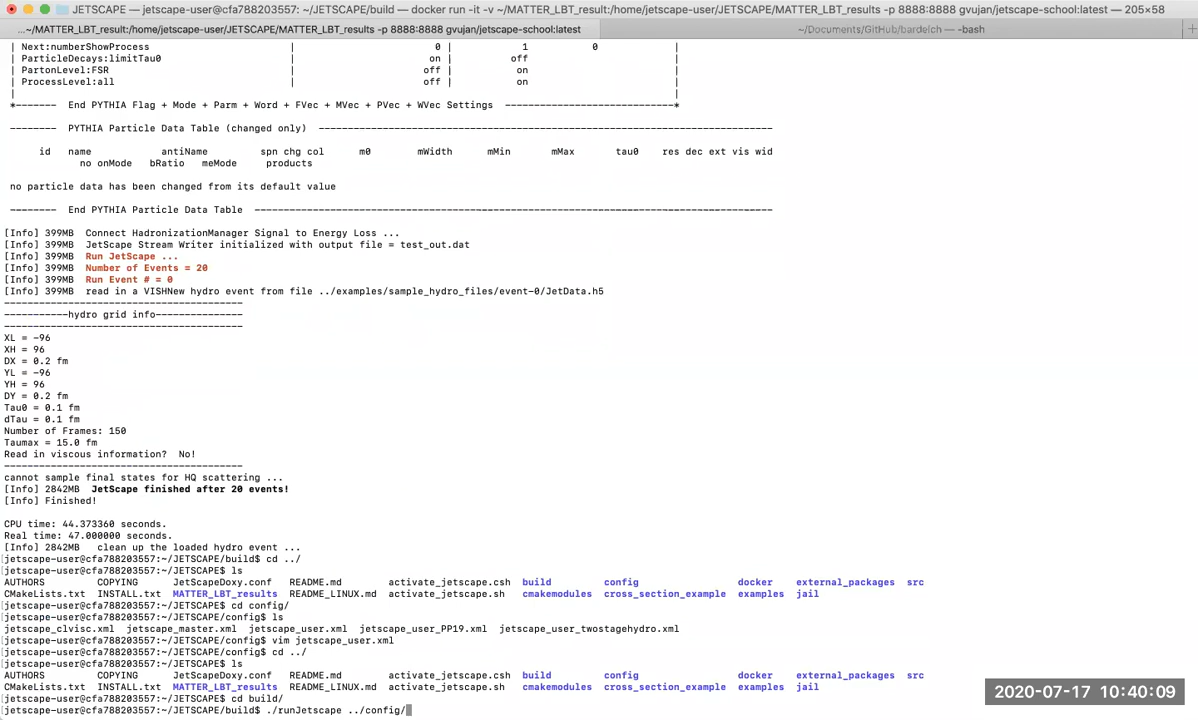 JETSCAPE — jetscape-user@cfa788203557: ~/JETSCAPE/build — docker run -it -v ~/MATTER_LBT_result:/home/jetscape-user/JETSCAPE/MATTER_LBT_results -p 8888:8888 gvujan/jetscape-school:latest — 205×58
...~/MATTER_LBT_result:/home/jetscape-user/JETSCAPE/MATTER_LBT_results -p 8888:8888 gvujan/jetscape-school:latest ~/Documents/GitHub/bardeich — -bash +
| Next:numberShowProcess | 0 | 1 0 |
| ParticleDecays:limitTau0 | on | off |
| PartonLevel:FSR | off | on |
| ProcessLevel:all | off | on |
| |
*------- End PYTHIA Flag + Mode + Parm + Word + FVec + MVec + PVec + WVec Settings -----------------------------*
-------- PYTHIA Particle Data Table (changed only) ------------------------------------------------------------------------------
id name antiName spn chg col m0 mWidth mMin mMax tau0 res dec ext vis wid
no onMode bRatio meMode products
no particle data has been changed from its default value
-------- End PYTHIA Particle Data Table -----------------------------------------------------------------------------------------
[Info] 399MB Connect HadronizationManager Signal to Energy Loss ...
[Info] 399MB JetScape Stream Writer initialized with output file = test_out.dat
[Info] 399MB Run JetScape ...
[Info] 399MB Number of Events = 20
[Info] 399MB Run Event # = 0
[Info] 399MB read in a VISHNew hydro event from file ../examples/sample_hydro_files/event-0/JetData.h5
-----------------------------------------
-----------hydro grid info---------------
-----------------------------------------
XL = -96
XH = 96
DX = 0.2 fm
YL = -96
YH = 96
DY = 0.2 fm
Tau0 = 0.1 fm
dTau = 0.1 fm
Number of Frames: 150
Taumax = 15.0 fm
Read in viscous information? No!
-----------------------------------------
cannot sample final states for HQ scattering ...
[Info] 2842MB JetScape finished after 20 events!
[Info] Finished!
CPU time: 44.373360 seconds.
Real time: 47.000000 seconds.
[Info] 2842MB clean up the loaded hydro event ...
[jetscape-user@cfa788203557:~/JETSCAPE/build$ cd ../
[jetscape-user@cfa788203557:~/JETSCAPE$ ls
AUTHORS COPYING JetScapeDoxy.conf README.md activate_jetscape.csh build config docker external_packages src
CMakeLists.txt INSTALL.txt MATTER_LBT_results README_LINUX.md activate_jetscape.sh cmakemodules cross_section_example examples jail
[jetscape-user@cfa788203557:~/JETSCAPE$ cd config/
[jetscape-user@cfa788203557:~/JETSCAPE/config$ ls
jetscape_clvisc.xml jetscape_master.xml jetscape_user.xml jetscape_user_PP19.xml jetscape_user_twostagehydro.xml
[jetscape-user@cfa788203557:~/JETSCAPE/config$ vim jetscape_user.xml
[jetscape-user@cfa788203557:~/JETSCAPE/config$ cd ../
[jetscape-user@cfa788203557:~/JETSCAPE$ ls
AUTHORS COPYING JetScapeDoxy.conf README.md activate_jetscape.csh build config docker external_packages src
CMakeLists.txt INSTALL.txt MATTER_LBT_results README_LINUX.md activate_jetscape.sh cmakemodules cross_section_example examples jail
[jetscape-user@cfa788203557:~/JETSCAPE$ cd build/
jetscape-user@cfa788203557:~/JETSCAPE/build$ ./runJetscape ../config/
2020-07-17 10:40:09